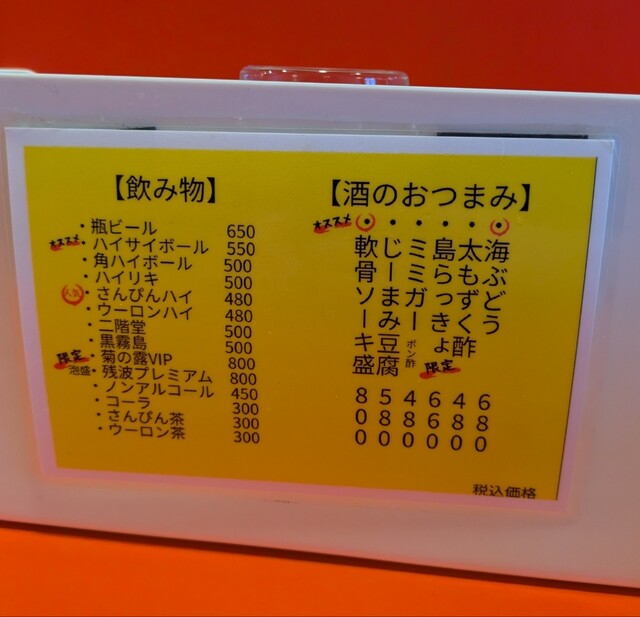 【飲み物】
・瓶ビール 650
オススメ ・ハイサイボール 550
・角ハイボール 500
・ハイリキ 500
人気 ・さんぴんハイ 480
・ウーロンハイ 480
・二階堂 500
・黒霧島 500
限定 ・菊の露VIP 800
泡盛 ・残波プレミアム 800
・ノンアルコール 450
・コーラ 300
・さんぴん茶 300
・ウーロン茶 300
【酒のおつまみ】
・海ぶどう 680
・太もずく酢 480
・島らっきょ 限定 660
・ミミガー ポン酢 480
・じーまみ豆腐 580
オススメ ・軟骨ソーキ盛 800
税込価格